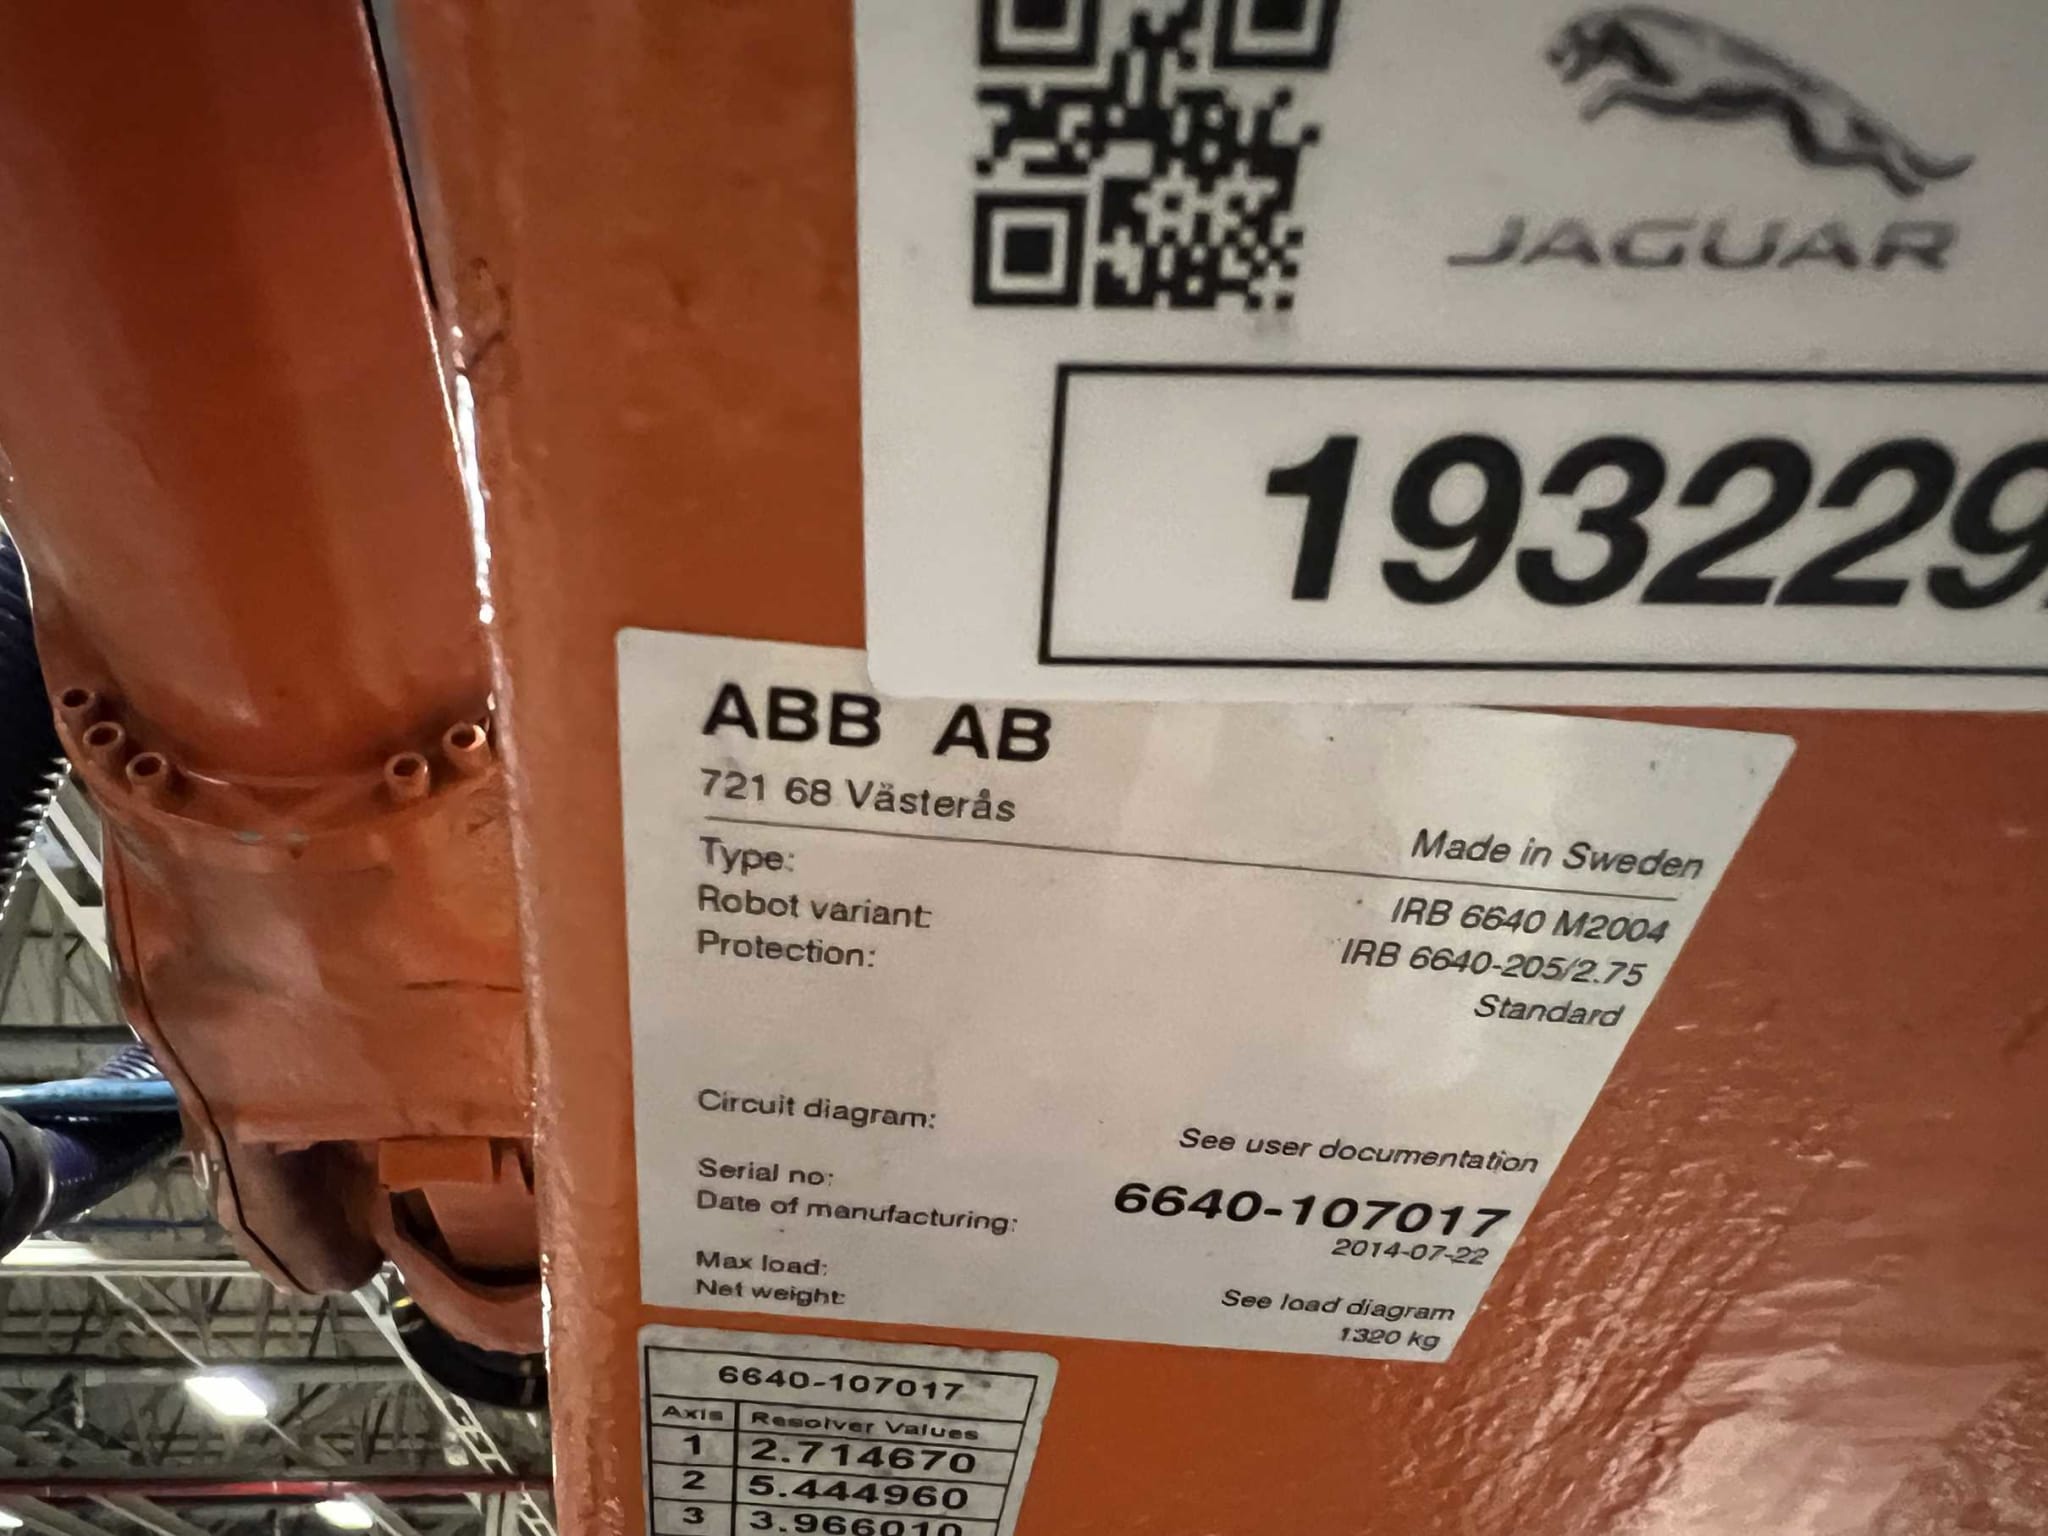 JAGUAR
193229
ABB AB
721 68 Västerås
Made in Sweden
Type: IRB 6640 M2004
Robot variant: IRB 6640-205/2.75
Protection: Standard
Circuit diagram: See user documentation
Serial no: 6640-107017
Date of manufacturing: 2014-07-22
Max load: See load diagram
Net weight: 1320 kg
6640-107017
Axis Resolver Values
1 2.714670
2 5.444960
3 3.966010